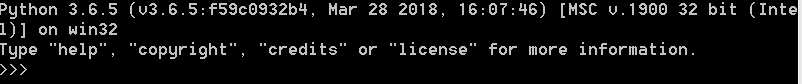 Python 3.6.5 (v3.6.5:f59c0932b4, Mar 28 2018, 16:07:46) [MSC v.1900 32 bit (Inte
l)] on win32
Type "help", "copyright", "credits" or "license" for more information.
>>>